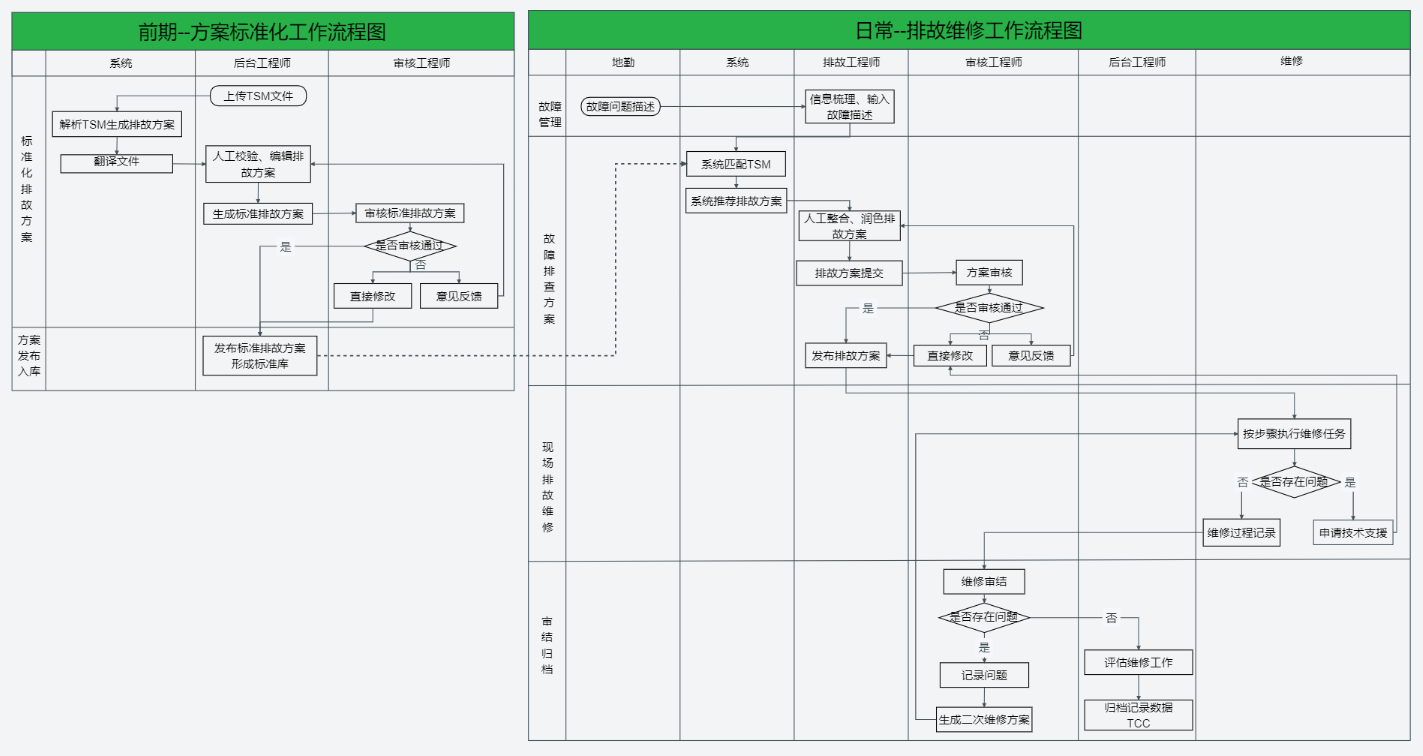 前期--方案标准化工作流程图
系统
后台工程师
审核工程师
标
准
化
排
故
方
案
上传TSM文件
解析TSM生成排故方案
翻译文件
人工校验、编辑排
故方案
生成标准排故方案
审核标准排故方案
是否审核通过
是
否
直接修改
意见反馈
方案
发布
入库
发布标准排故方案
形成标准库
日常--排故维修工作流程图
地勤
系统
排故工程师
审核工程师
后台工程师
维修
故障
管理
故障问题描述
信息梳理、输入
故障描述
故
障
排
查
方
案
系统匹配TSM
系统推荐排故方案
人工整合、润色排
故方案
排故方案提交
方案审核
是否审核通过
是
否
发布排故方案
直接修改
意见反馈
现
场
排
故
维
修
按步骤执行维修任务
是否存在问题
否
是
维修过程记录
申请技术支援
审
结
归
档
维修审结
是否存在问题
否
是
记录问题
生成二次维修方案
评估维修工作
归档记录数据
TCC